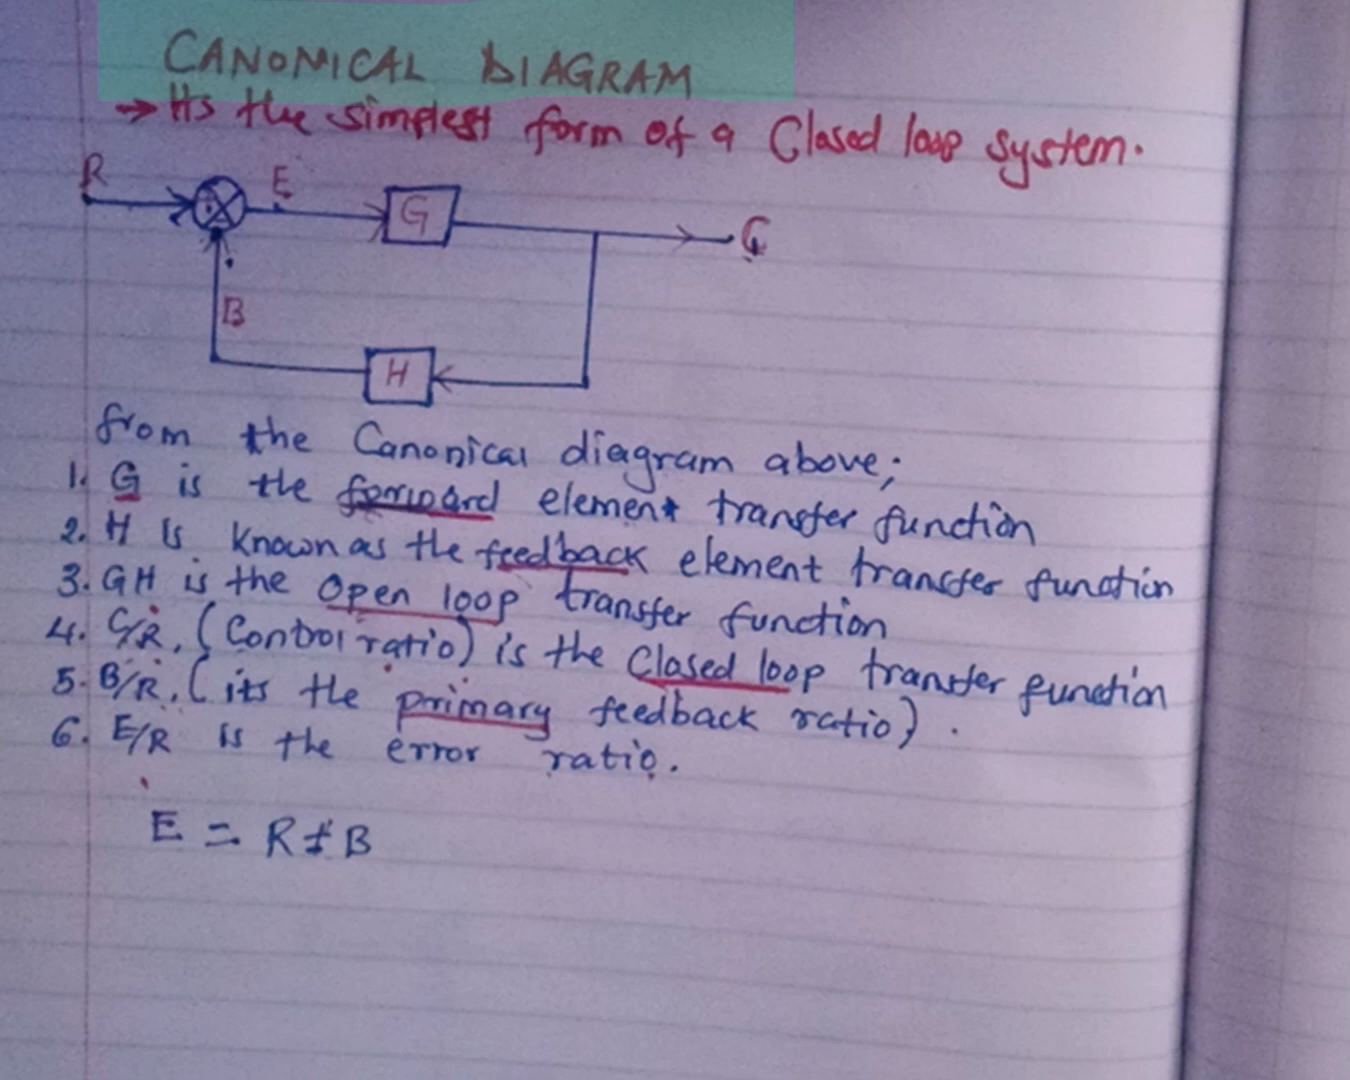 CANONICAL DIAGRAM
→ Its the simplest form of a Closed loop system.
R E G C
B
H
from the Canonical diagram above;
1. G is the forward element transfer function
2. H is known as the feedback element transfer function
3. GH is the Open loop transfer function
4. C/R, (Control ratio) is the Closed loop transfer function
5. B/R, (its the primary feedback ratio).
6. E/R is the error ratio.
E = R ± B